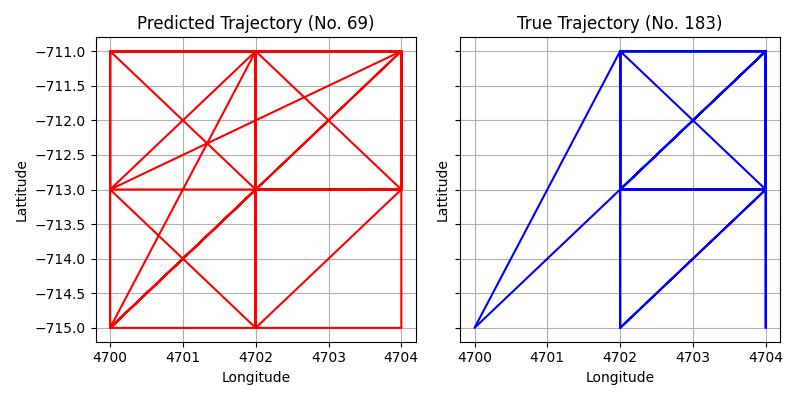 Predicted Trajectory (No. 69)
True Trajectory (No. 183)
Lattitude
−711.0
−711.5
−712.0
−712.5
−713.0
−713.5
−714.0
−714.5
−715.0
4700 4701 4702 4703 4704
Longitude
Lattitude
4700 4701 4702 4703 4704
Longitude